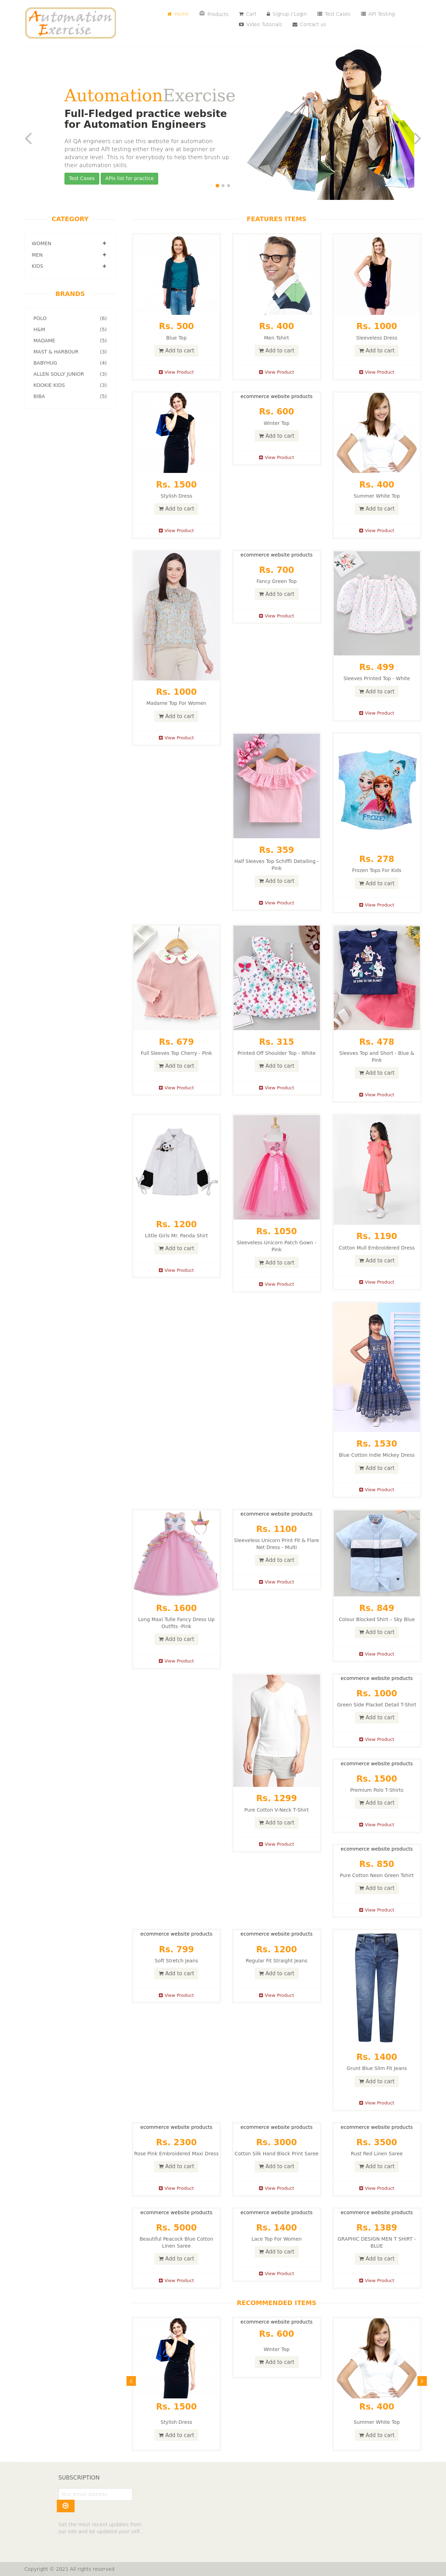 Automation
Exercise
Home
Products
Cart
Signup / Login
Test Cases
API Testing
Video Tutorials
Contact us
AutomationExercise
Full-Fledged practice website
for Automation Engineers
All QA engineers can use this website for automation
practice and API testing either they are at beginner or
advance level. This is for everybody to help them brush up
their automation skills.
Test Cases
APIs list for practice
CATEGORY
WOMEN
MEN
KIDS
BRANDS
POLO (6)
H&M (5)
MADAME (5)
MAST & HARBOUR (3)
BABYHUG (4)
ALLEN SOLLY JUNIOR (3)
KOOKIE KIDS (3)
BIBA (5)
FEATURES ITEMS
Rs. 500
Blue Top
Add to cart
View Product
Rs. 400
Men Tshirt
Add to cart
View Product
Rs. 1000
Sleeveless Dress
Add to cart
View Product
Rs. 1500
Stylish Dress
Add to cart
View Product
ecommerce website products
Rs. 600
Winter Top
Add to cart
View Product
Rs. 400
Summer White Top
Add to cart
View Product
Rs. 1000
Madame Top For Women
Add to cart
View Product
ecommerce website products
Rs. 700
Fancy Green Top
Add to cart
View Product
Rs. 499
Sleeves Printed Top - White
Add to cart
View Product
Rs. 359
Half Sleeves Top Schiffli Detailing -
Pink
Add to cart
View Product
FROZEN
Rs. 278
Frozen Tops For Kids
Add to cart
View Product
Rs. 679
Full Sleeves Top Cherry - Pink
Add to cart
View Product
Rs. 315
Printed Off Shoulder Top - White
Add to cart
View Product
Rs. 478
Sleeves Top and Short - Blue &
Pink
Add to cart
View Product
Rs. 1200
Little Girls Mr. Panda Shirt
Add to cart
View Product
Rs. 1050
Sleeveless Unicorn Patch Gown -
Pink
Add to cart
View Product
Rs. 1190
Cotton Mull Embroidered Dress
Add to cart
View Product
Rs. 1530
Blue Cotton Indie Mickey Dress
Add to cart
View Product
Rs. 1600
Long Maxi Tulle Fancy Dress Up
Outfits -Pink
Add to cart
View Product
ecommerce website products
Rs. 1100
Sleeveless Unicorn Print Fit & Flare
Net Dress - Multi
Add to cart
View Product
Rs. 849
Colour Blocked Shirt – Sky Blue
Add to cart
View Product
Rs. 1299
Pure Cotton V-Neck T-Shirt
Add to cart
View Product
ecommerce website products
Rs. 1000
Green Side Placket Detail T-Shirt
Add to cart
View Product
ecommerce website products
Rs. 1500
Premium Polo T-Shirts
Add to cart
View Product
ecommerce website products
Rs. 850
Pure Cotton Neon Green Tshirt
Add to cart
View Product
ecommerce website products
Rs. 799
Soft Stretch Jeans
Add to cart
View Product
ecommerce website products
Rs. 1200
Regular Fit Straight Jeans
Add to cart
View Product
Rs. 1400
Grunt Blue Slim Fit Jeans
Add to cart
View Product
ecommerce website products
Rs. 2300
Rose Pink Embroidered Maxi Dress
Add to cart
View Product
ecommerce website products
Rs. 3000
Cotton Silk Hand Block Print Saree
Add to cart
View Product
ecommerce website products
Rs. 3500
Rust Red Linen Saree
Add to cart
View Product
ecommerce website products
Rs. 5000
Beautiful Peacock Blue Cotton
Linen Saree
Add to cart
View Product
ecommerce website products
Rs. 1400
Lace Top For Women
Add to cart
View Product
ecommerce website products
Rs. 1389
GRAPHIC DESIGN MEN T SHIRT -
BLUE
Add to cart
View Product
RECOMMENDED ITEMS
Rs. 1500
Stylish Dress
Add to cart
ecommerce website products
Rs. 600
Winter Top
Add to cart
Rs. 400
Summer White Top
Add to cart
SUBSCRIPTION
Your email address
Get the most recent updates from
our site and be updated your self...
Copyright © 2021 All rights reserved